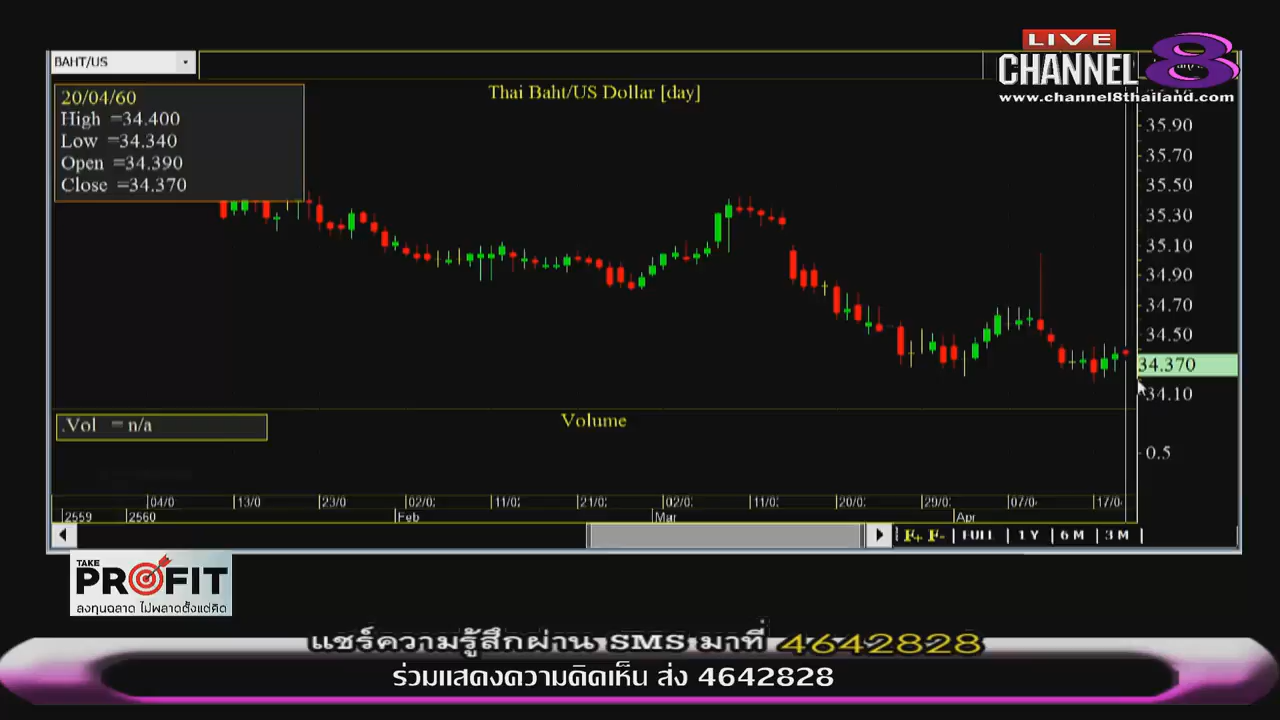 BAHT/US
LIVE
CHANNEL 8
www.channel8thailand.com
Thai Baht/US Dollar [day]
20/04/60
High =34.400
Low =34.340
Open =34.390
Close =34.370
35.90
35.70
35.50
35.30
35.10
34.90
34.70
34.50
34.370
34.10
.Vol = n/a
Volume
0.5
04/0 13/0 23/0 02/0 11/0 21/0 02/0 11/0 20/0 29/0 07/0 17/0
2559 2560 Feb Mar Apr
F+ F- FULL 1 Y 6 M 3 M
TAKE
PROFIT
ลงทุนฉลาด ไม่พลาดตั้งแต่คิด
แชร์ความรู้สึกผ่าน SMS มาที่ 4642828
ร่วมแสดงความคิดเห็น ส่ง 4642828